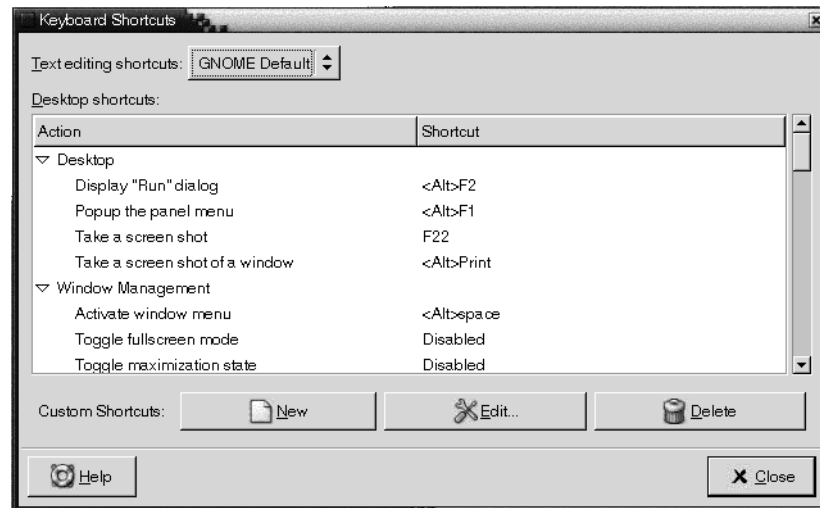 Keyboard Shortcuts
Text editing shortcuts: GNOME Default
Desktop shortcuts:
Action Shortcut
Desktop
Display "Run" dialog <Alt>F2
Popup the panel menu <Alt>F1
Take a screen shot F22
Take a screen shot of a window <Alt>Print
Window Management
Activate window menu <Alt>space
Toggle fullscreen mode Disabled
Toggle maximization state Disabled
Custom Shortcuts: New Edit... Delete
Help Close